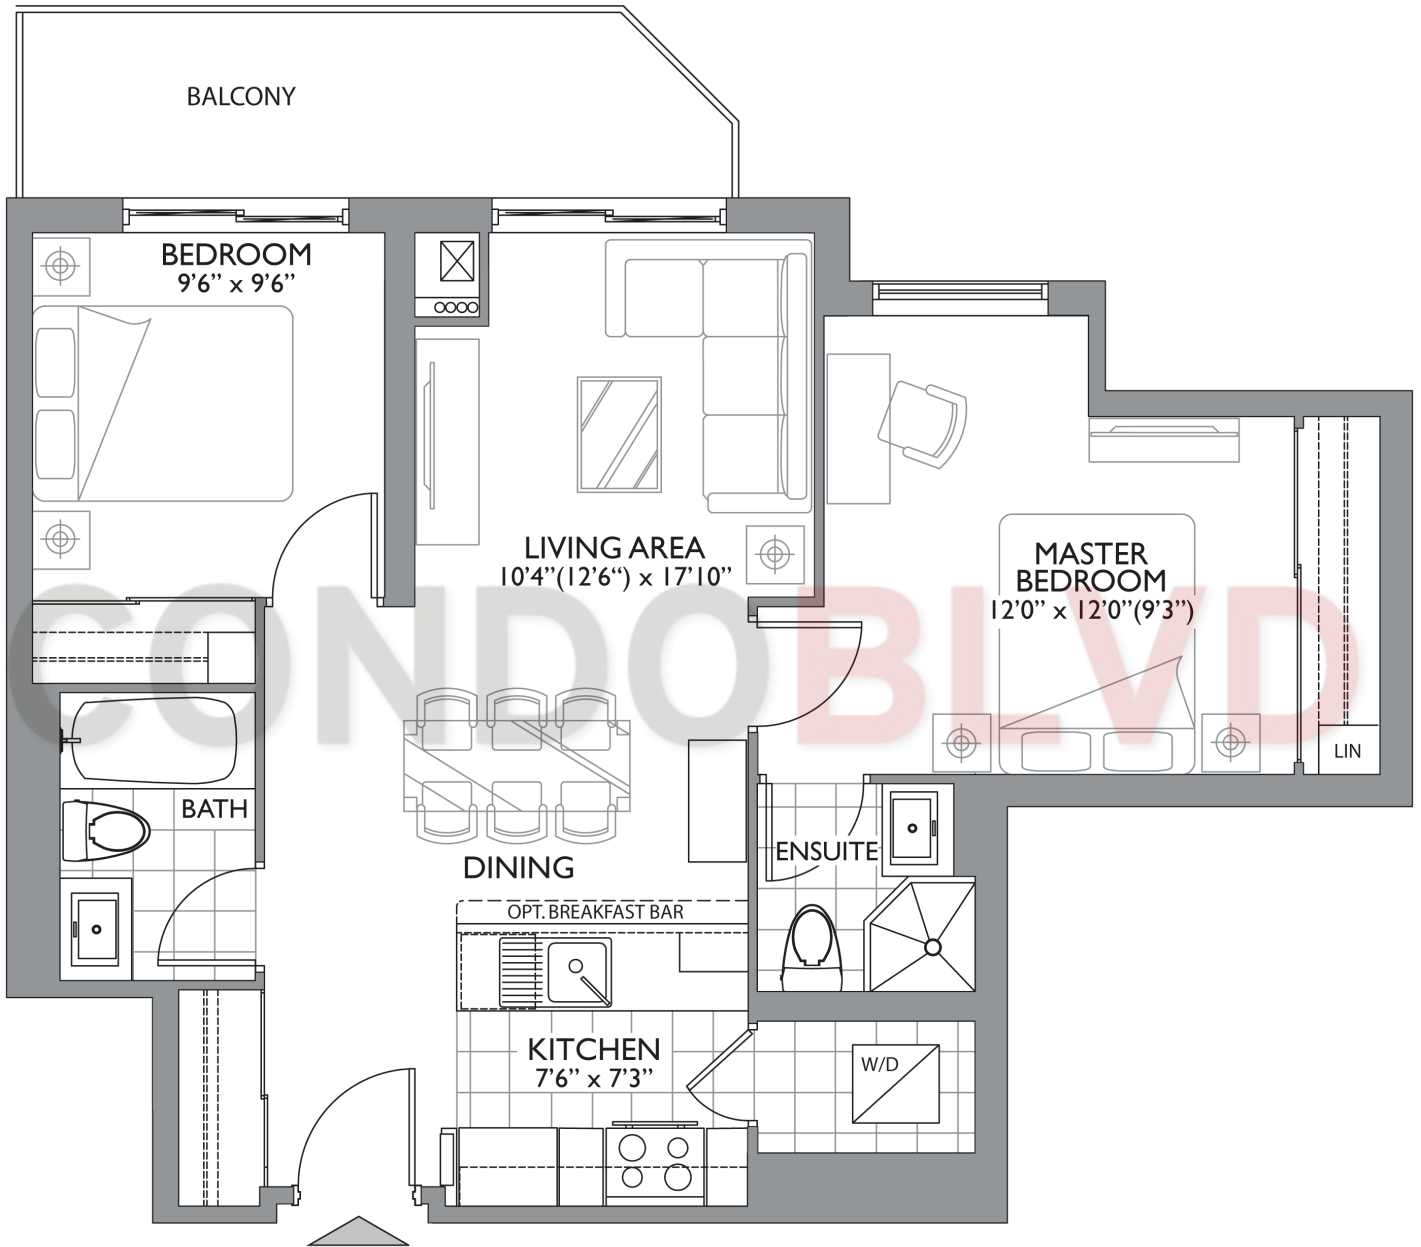 BALCONY
BEDROOM
9'6" x 9'6"
LIVING AREA
10'4"(12'6") x 17'10"
MASTER
BEDROOM
12'0" x 12'0"(9'3")
CONDOBLVD
LIN
BATH
DINING
ENSUITE
OPT. BREAKFAST BAR
KITCHEN
7'6" x 7'3"
W/D